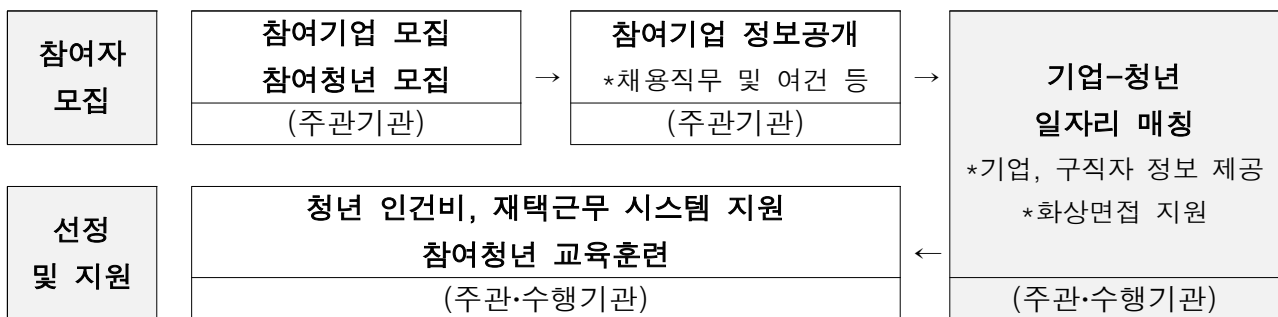 참여자
모집
참여기업 모집
참여청년 모집
(주관기관)
→
참여기업 정보공개
*채용직무 및 여건 등
(주관기관)
→
기업-청년
일자리 매칭
*기업, 구직자 정보 제공
*화상면접 지원
(주관·수행기관)
선정
및 지원
청년 인건비, 재택근무 시스템 지원
참여청년 교육훈련
(주관·수행기관)
←